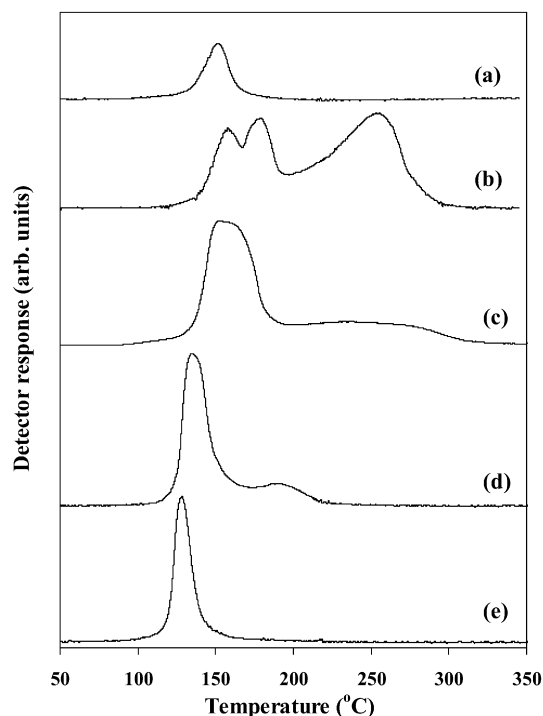 (a)
(b)
(c)
(d)
(e)
Detector response (arb. units)
50 100 150 200 250 300 350
Temperature (°C)